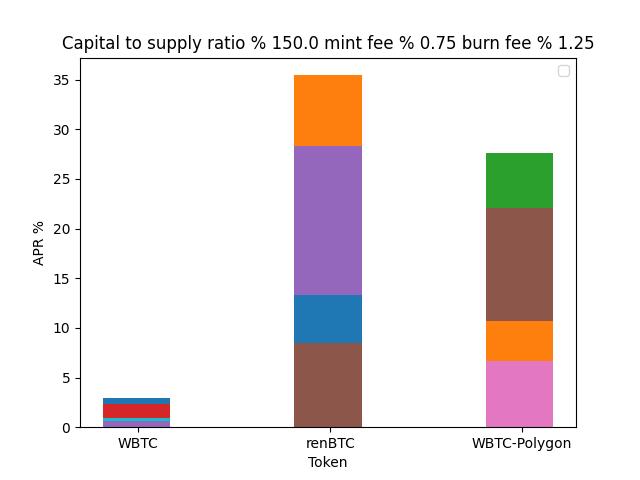 Capital to supply ratio % 150.0 mint fee % 0.75 burn fee % 1.25
35
30
25
20
15
10
5
0
APR %
WBTC renBTC WBTC-Polygon
Token